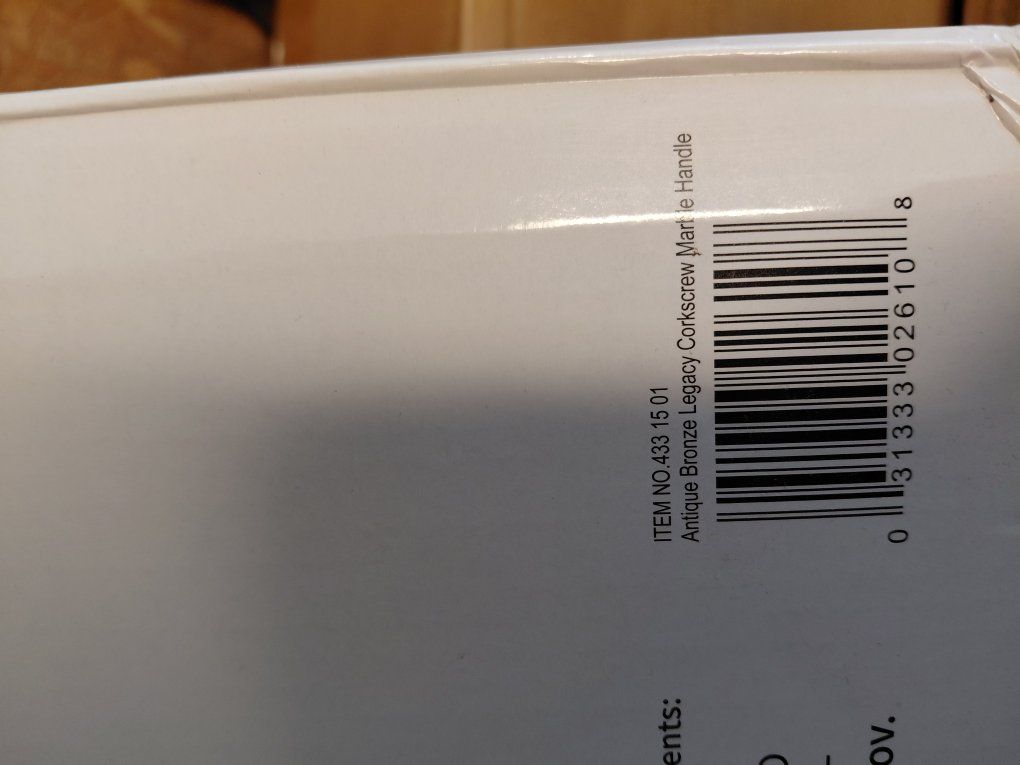 ITEM NO.433 15 01
Antique Bronze Legacy Corkscrew Marble Handle
0 31333 02610 8
ents:
ov.